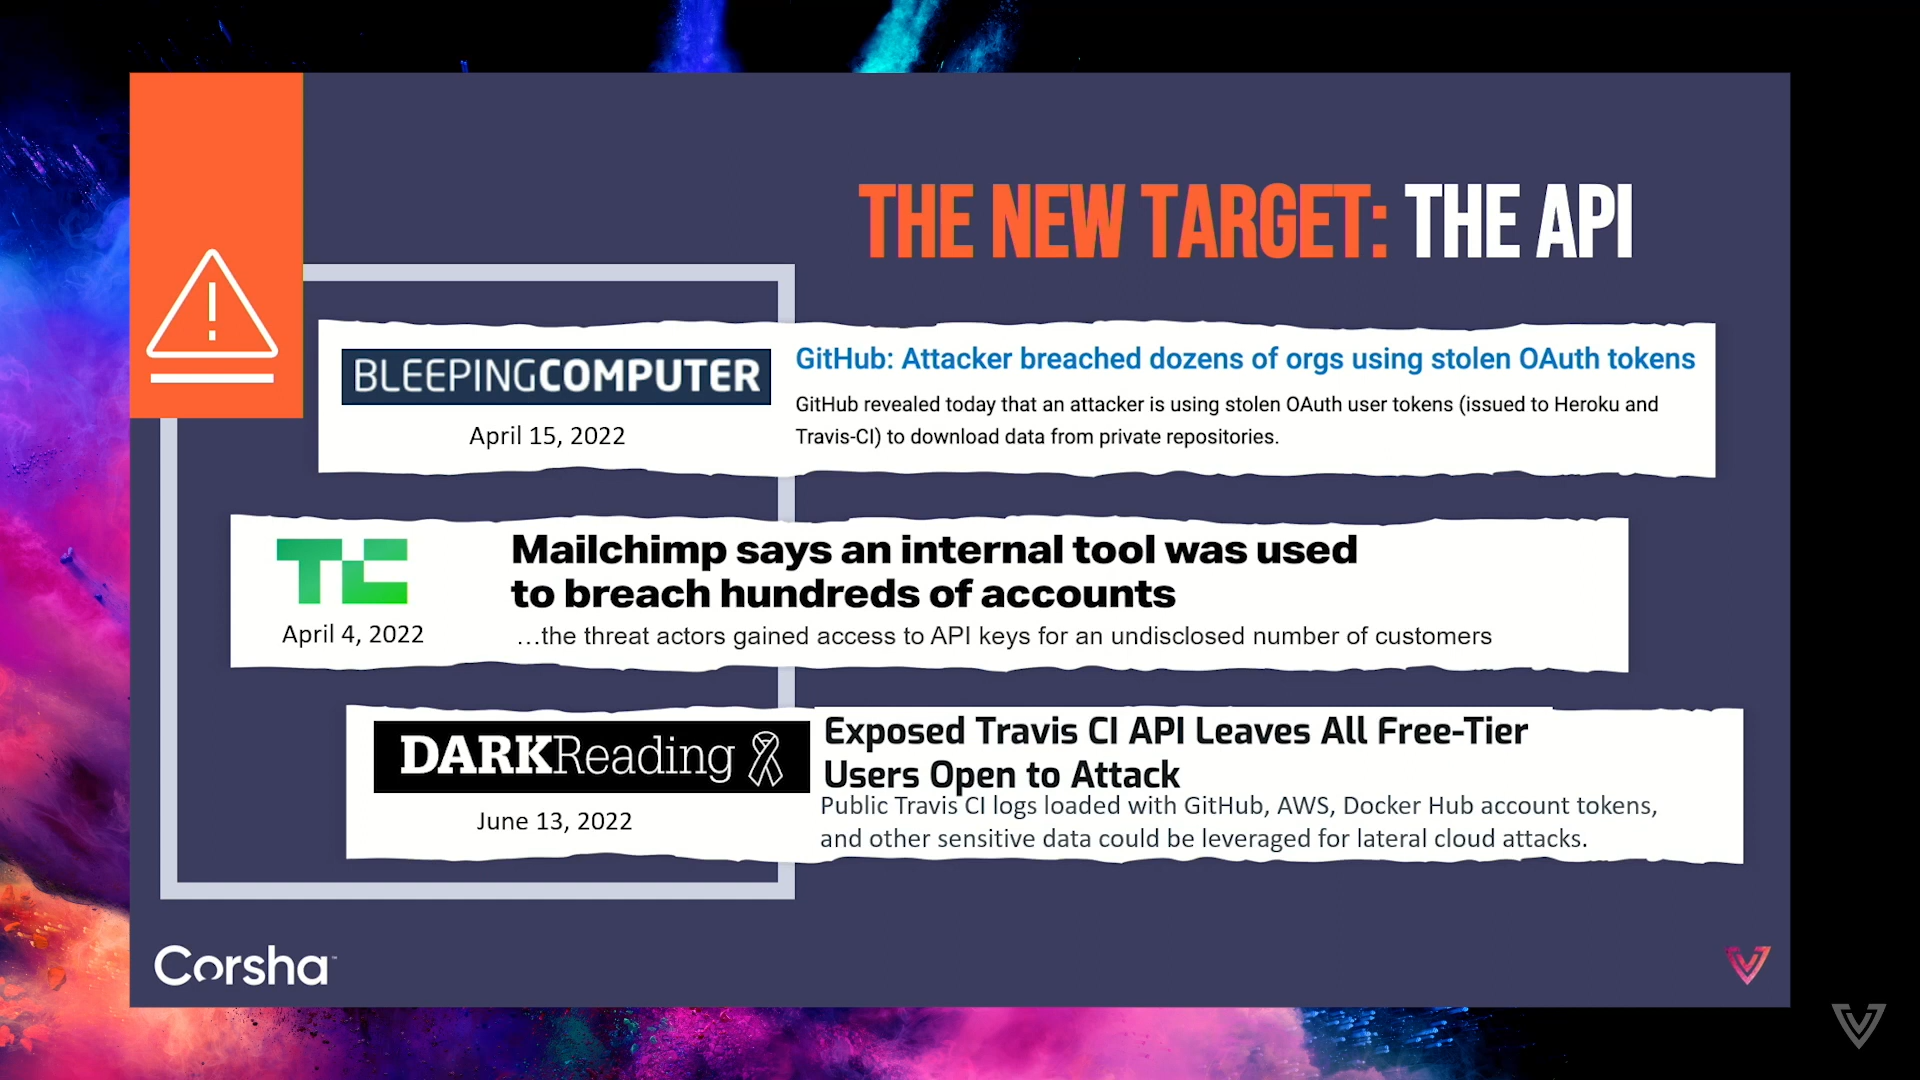 THE NEW TARGET: THE API
BLEEPINGCOMPUTER
April 15, 2022
GitHub: Attacker breached dozens of orgs using stolen OAuth tokens
GitHub revealed today that an attacker is using stolen OAuth user tokens (issued to Heroku and
Travis-CI) to download data from private repositories.
TC
April 4, 2022
Mailchimp says an internal tool was used
to breach hundreds of accounts
…the threat actors gained access to API keys for an undisclosed number of customers
DARKReading
June 13, 2022
Exposed Travis CI API Leaves All Free-Tier
Users Open to Attack
Public Travis CI logs loaded with GitHub, AWS, Docker Hub account tokens,
and other sensitive data could be leveraged for lateral cloud attacks.
Corsha™